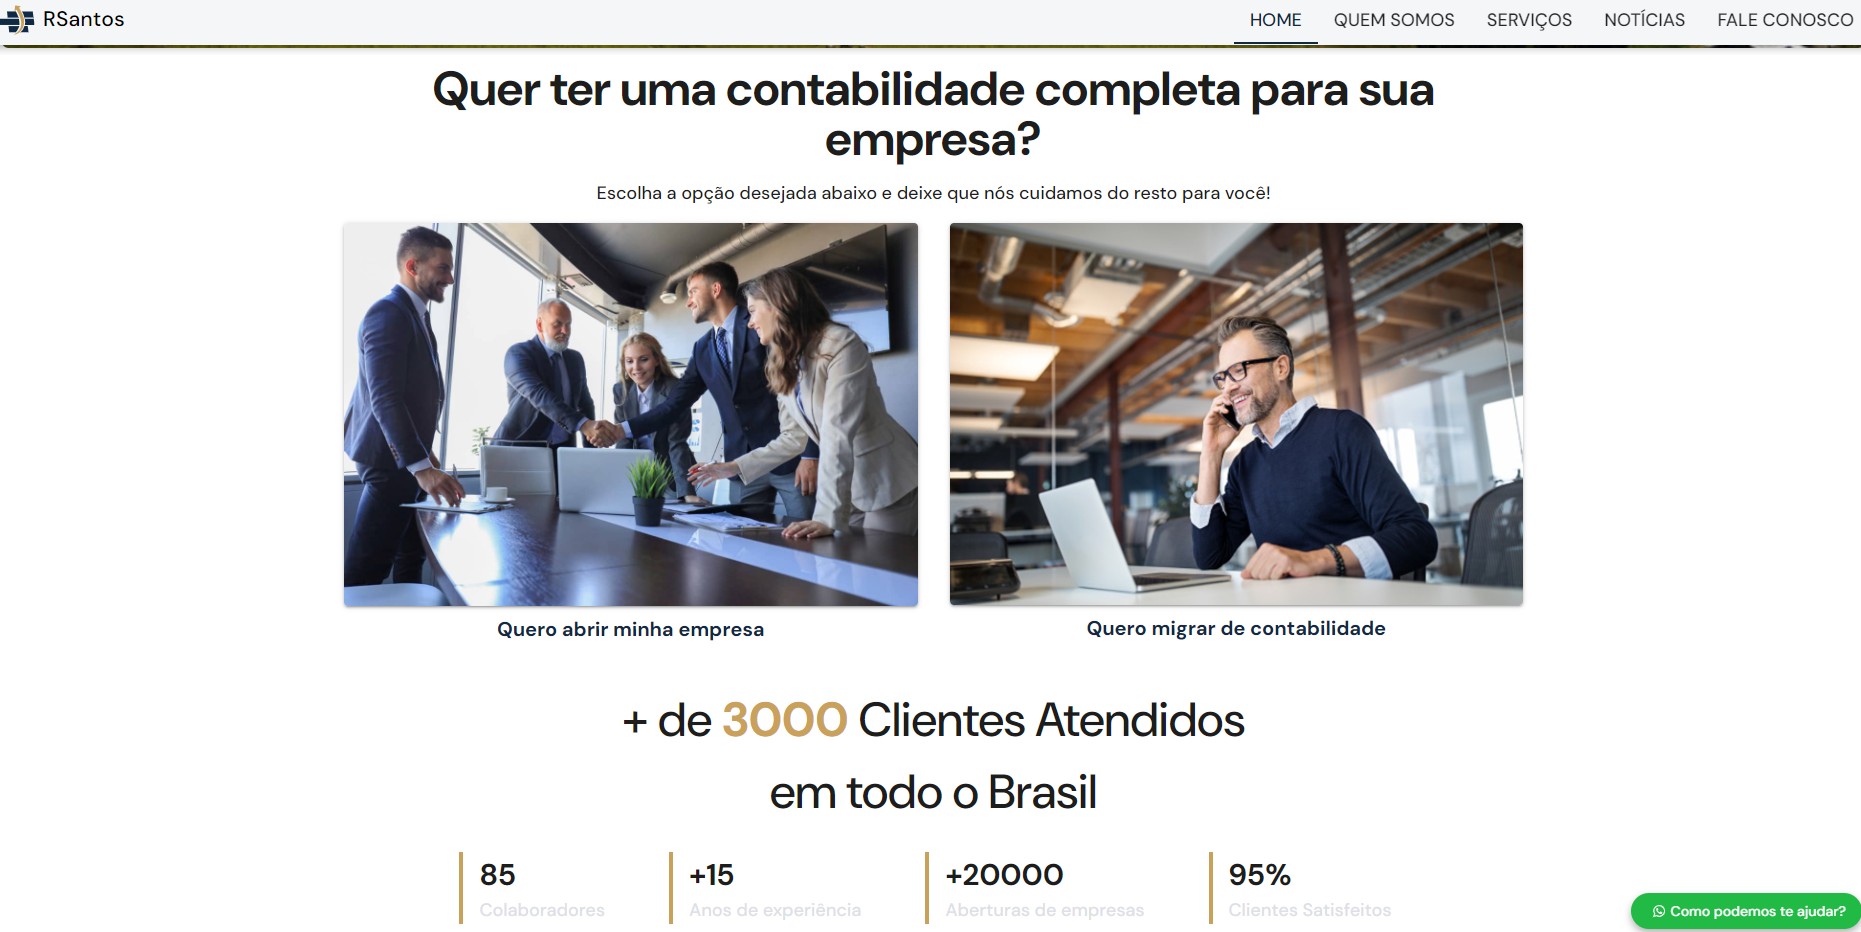 RSantos
HOME QUEM SOMOS SERVIÇOS NOTÍCIAS FALE CONOSCO
Quer ter uma contabilidade completa para sua
empresa?
Escolha a opção desejada abaixo e deixe que nós cuidamos do resto para você!
Quero abrir minha empresa
Quero migrar de contabilidade
+ de 3000 Clientes Atendidos
em todo o Brasil
85
Colaboradores
+15
Anos de experiência
+20000
Aberturas de empresas
95%
Clientes Satisfeitos
Como podemos te ajudar?